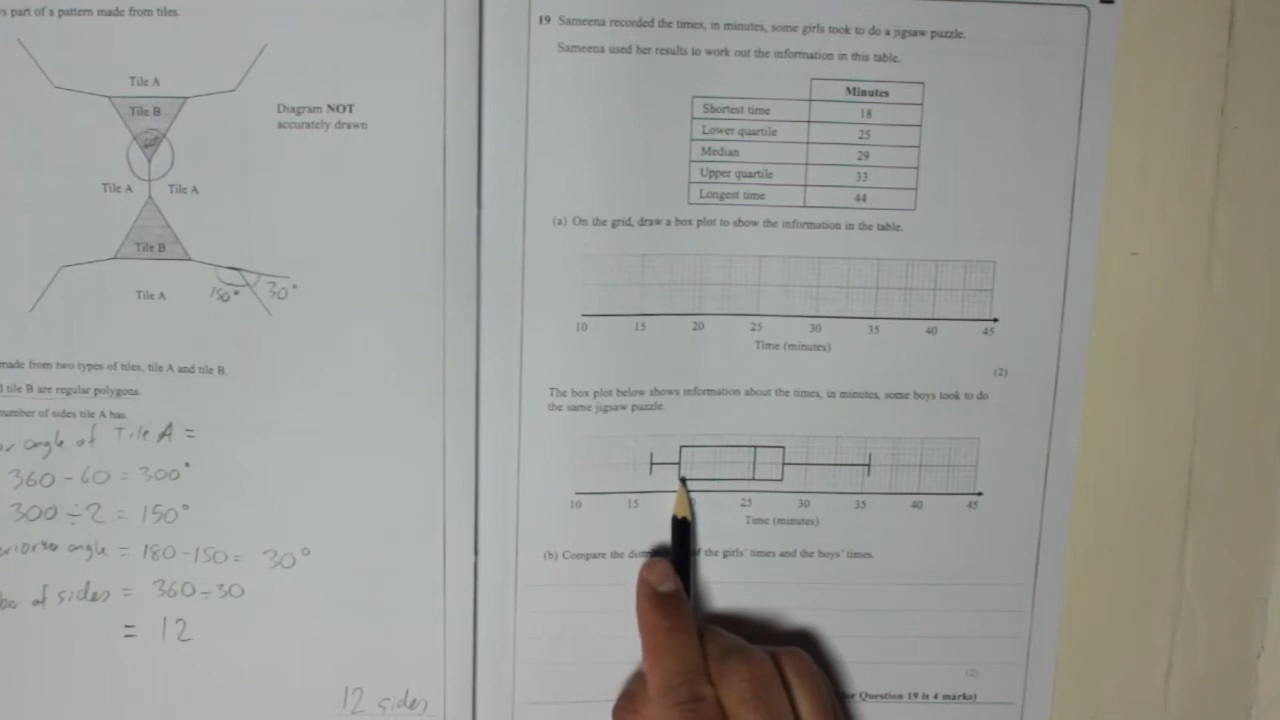 s part of a pattern made from tiles.
Tile A
Tile B
60°
Diagram NOT
accurately drawn
Tile A Tile A
Tile B
Tile A
150° 30°
made from two types of tiles, tile A and tile B.
tile B are regular polygons.
number of sides tile A has.
or angle of Tile A =
360 - 60 = 300°
300 ÷ 2 = 150°
angle = 180 - 150 = 30°
of sides = 360 ÷ 30
= 12
12 sides
19 Sameena recorded the times, in minutes, some girls took to do a jigsaw puzzle.
Sameena used her results to work out the information in this table.
Minutes
Shortest time 18
Lower quartile 25
Median 29
Upper quartile 33
Longest time 44
(a) On the grid, draw a box plot to show the information in the table.
10 15 20 25 30 35 40 45
Time (minutes)
(2)
The box plot below shows information about the times, in minutes, some boys took to do
the same jigsaw puzzle.
10 15 25 30 35 40 45
Time (minutes)
(b) Compare the of the girls' times and the boys' times.
(2)
Question 19 is 4 marks)